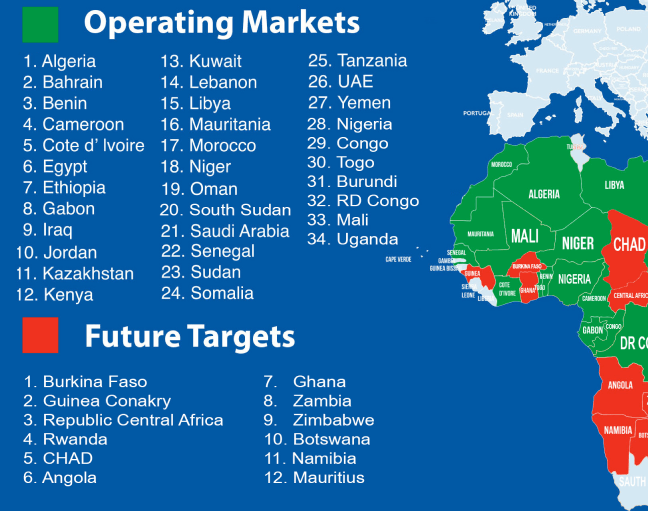 Operating Markets
1. Algeria
2. Bahrain
3. Benin
4. Cameroon
5. Cote d' Ivoire
6. Egypt
7. Ethiopia
8. Gabon
9. Iraq
10. Jordan
11. Kazakhstan
12. Kenya
13. Kuwait
14. Lebanon
15. Libya
16. Mauritania
17. Morocco
18. Niger
19. Oman
20. South Sudan
21. Saudi Arabia
22. Senegal
23. Sudan
24. Somalia
25. Tanzania
26. UAE
27. Yemen
28. Nigeria
29. Congo
30. Togo
31. Burundi
32. RD Congo
33. Mali
34. Uganda
Future Targets
1. Burkina Faso
2. Guinea Conakry
3. Republic Central Africa
4. Rwanda
5. CHAD
6. Angola
7. Ghana
8. Zambia
9. Zimbabwe
10. Botswana
11. Namibia
12. Mauritius
GERMANY
POLAND
FRANCE
PORTUGA
SPAIN
MOROCCO
ALGERIA
LIBYA
MAURITANIA
MALI
NIGER
CHAD
CAPE VERDE
SENEGAL
GUINEA
BURKINA FASO
BENIN
NIGERIA
SIERRA
LEONE
COTE
D'IVOIRE
GHANA
TOGO
CAMEROON
CENTRAL AFRIC
GABON
CONGO
DR CO
ANGOLA
NAMIBIA
SOUTH